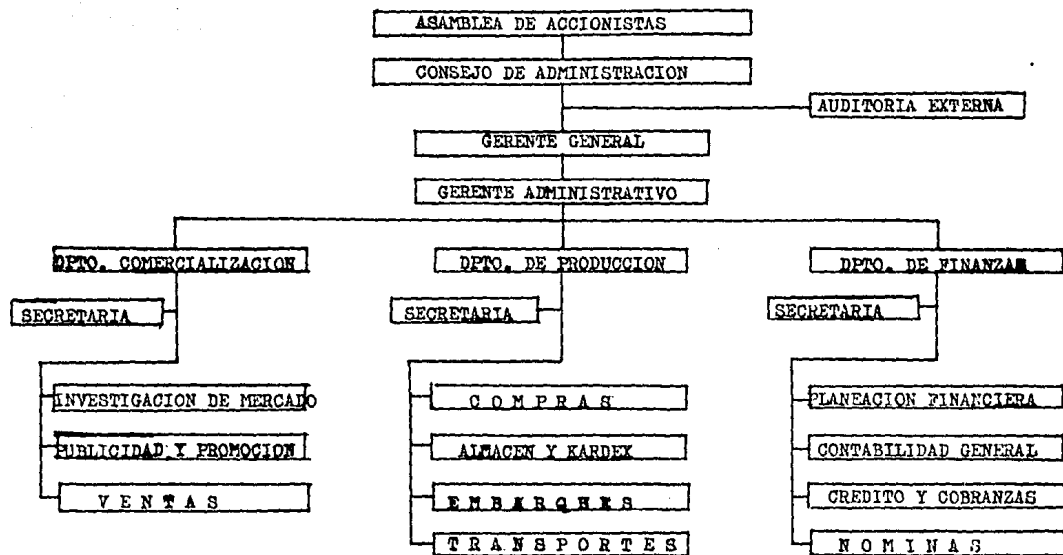 ASAMBLEA DE ACCIONISTAS
CONSEJO DE ADMINISTRACION
AUDITORIA EXTERNA
GERENTE GENERAL
GERENTE ADMINISTRATIVO
DPTO. COMERCIALIZACION
DPTO. DE PRODUCCION
DPTO. DE FINANZAS
SECRETARIA
SECRETARIA
SECRETARIA
INVESTIGACION DE MERCADO
PUBLICIDAD Y PROMOCION
V E N T A S
C O M P R A S
ALMACEN Y KARDEX
E M B A R Q U E S
T R A N S P O R T E S
PLANEACION FINANCIERA
CONTABILIDAD GENERAL
CREDITO Y COBRANZAS
N O M I N A S